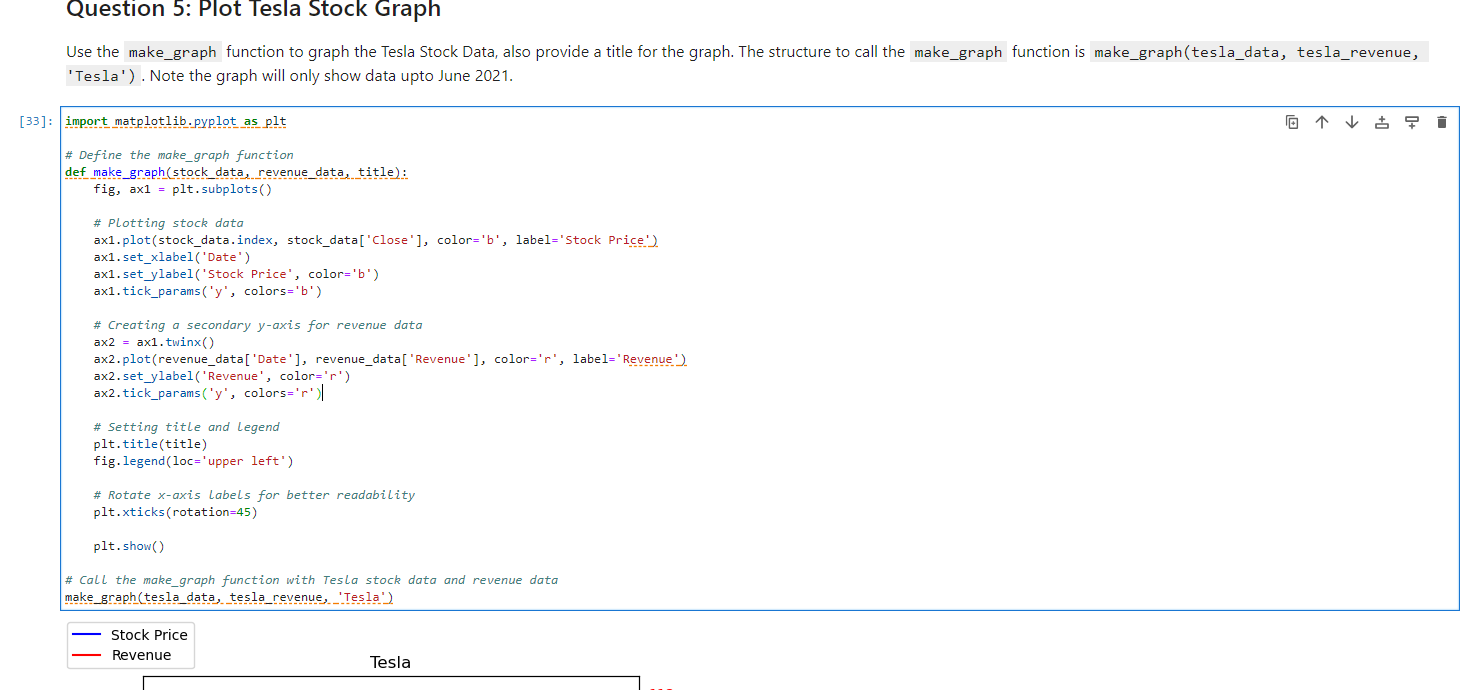 Question 5: Plot Tesla Stock Graph
Use the make_graph function to graph the Tesla Stock Data, also provide a title for the graph. The structure to call the make_graph function is make_graph(tesla_data, tesla_revenue,
'Tesla') . Note the graph will only show data upto June 2021.
[33]: import matplotlib.pyplot as plt
# Define the make_graph function
def make_graph(stock_data, revenue_data, title):
    fig, ax1 = plt.subplots()
    # Plotting stock data
    ax1.plot(stock_data.index, stock_data['Close'], color='b', label='Stock Price')
    ax1.set_xlabel('Date')
    ax1.set_ylabel('Stock Price', color='b')
    ax1.tick_params('y', colors='b')
    # Creating a secondary y-axis for revenue data
    ax2 = ax1.twinx()
    ax2.plot(revenue_data['Date'], revenue_data['Revenue'], color='r', label='Revenue')
    ax2.set_ylabel('Revenue', color='r')
    ax2.tick_params('y', colors='r')
    # Setting title and legend
    plt.title(title)
    fig.legend(loc='upper left')
    # Rotate x-axis labels for better readability
    plt.xticks(rotation=45)
    plt.show()
# Call the make_graph function with Tesla stock data and revenue data
make_graph(tesla_data, tesla_revenue, 'Tesla')
Stock Price
Revenue
Tesla